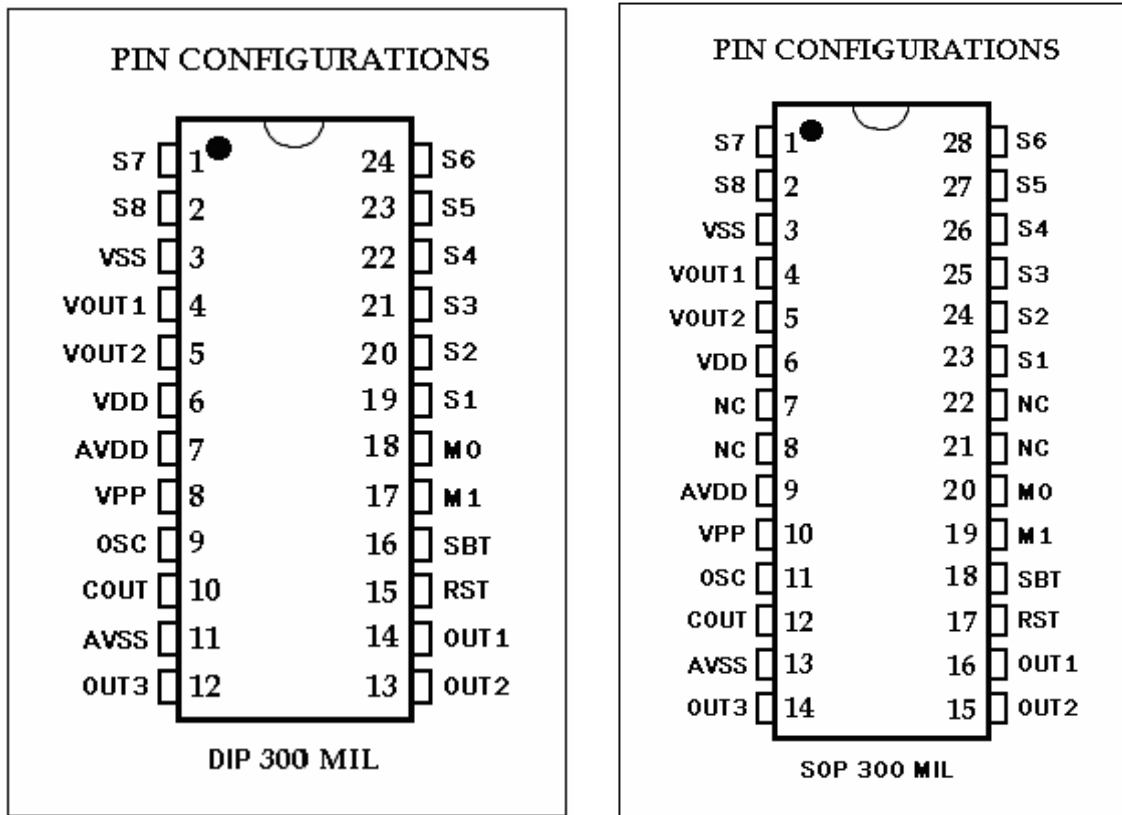 PIN CONFIGURATIONS
S7 1 24 S6
S8 2 23 S5
VSS 3 22 S4
VOUT1 4 21 S3
VOUT2 5 20 S2
VDD 6 19 S1
AVDD 7 18 M0
VPP 8 17 M1
OSC 9 16 SBT
COUT 10 15 RST
AVSS 11 14 OUT1
OUT3 12 13 OUT2
DIP 300 MIL
PIN CONFIGURATIONS
S7 1 28 S6
S8 2 27 S5
VSS 3 26 S4
VOUT1 4 25 S3
VOUT2 5 24 S2
VDD 6 23 S1
NC 7 22 NC
NC 8 21 NC
AVDD 9 20 M0
VPP 10 19 M1
OSC 11 18 SBT
COUT 12 17 RST
AVSS 13 16 OUT1
OUT3 14 15 OUT2
SOP 300 MIL